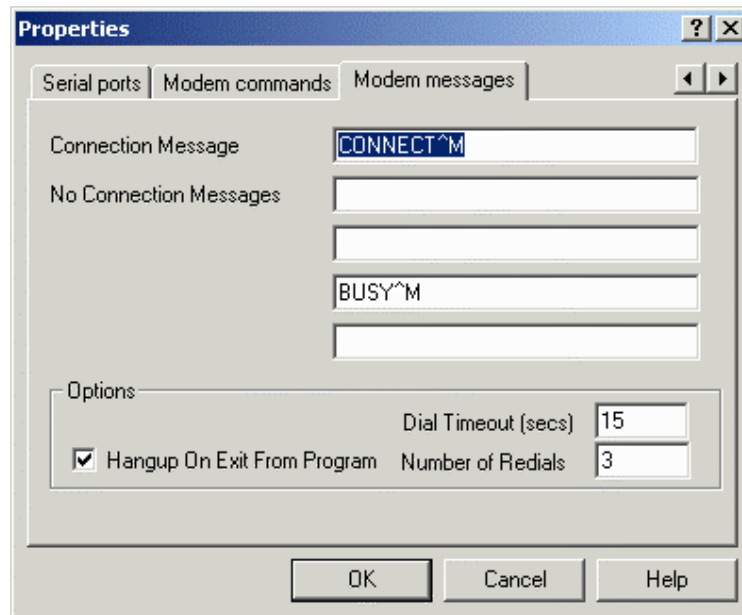 Properties
Serial ports Modem commands Modem messages
Connection Message CONNECT^M
No Connection Messages
BUSY^M
Options
Dial Timeout (secs) 15
Hangup On Exit From Program Number of Redials 3
OK Cancel Help